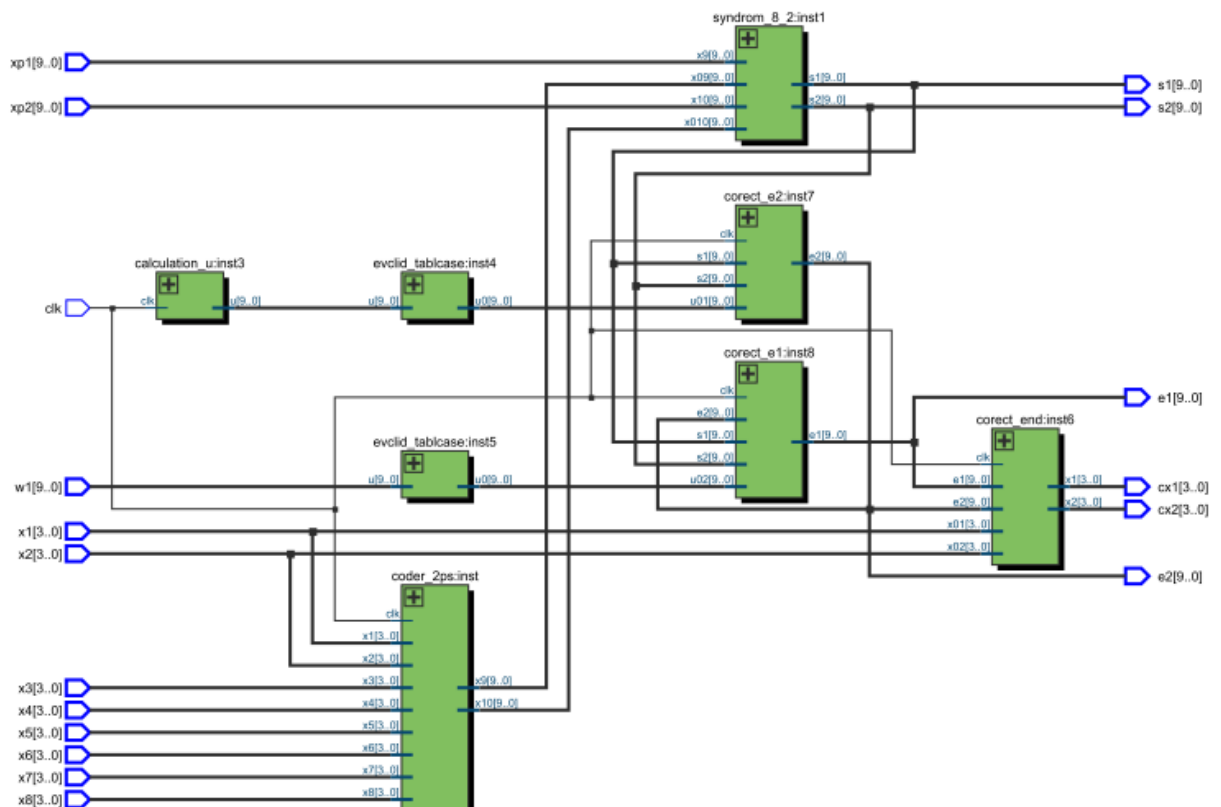 syndrom_8_2:inst1
xp1[9..0]
x9[9..0]
x09[9..0]
s1[9..0]
s1[9..0]
xp2[9..0]
x10[9..0]
s2[9..0]
s2[9..0]
x010[9..0]
corect_e2:inst7
clk
s1[9..0]
e2[9..0]
s2[9..0]
u01[9..0]
calculation_u:inst3
evclid_tablcase:inst4
clk
clk
u[9..0]
u[9..0]
u0[9..0]
corect_e1:inst8
clk
e2[9..0]
s1[9..0]
e1[9..0]
s2[9..0]
u02[9..0]
e1[9..0]
evclid_tablcase:inst5
w1[9..0]
u[9..0]
u0[9..0]
corect_end:inst6
clk
e1[9..0]
x1[3..0]
cx1[3..0]
e2[9..0]
x2[3..0]
cx2[3..0]
x01[3..0]
x02[3..0]
e2[9..0]
x1[3..0]
x2[3..0]
coder_2ps:inst
clk
x1[3..0]
x2[3..0]
x3[3..0]
x3[3..0]
x9[9..0]
x4[3..0]
x4[3..0]
x10[9..0]
x5[3..0]
x5[3..0]
x6[3..0]
x6[3..0]
x7[3..0]
x7[3..0]
x8[3..0]
x8[3..0]